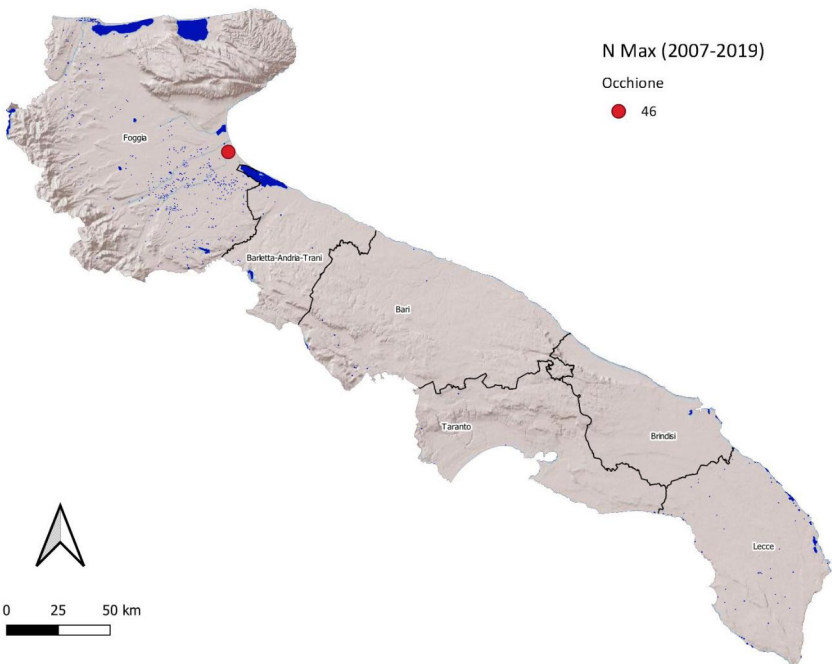 N Max (2007-2019)
Occhione
46
Foggia
Barletta-Andria-Trani
Bari
Taranto
Brindisi
Lecce
0 25 50 km